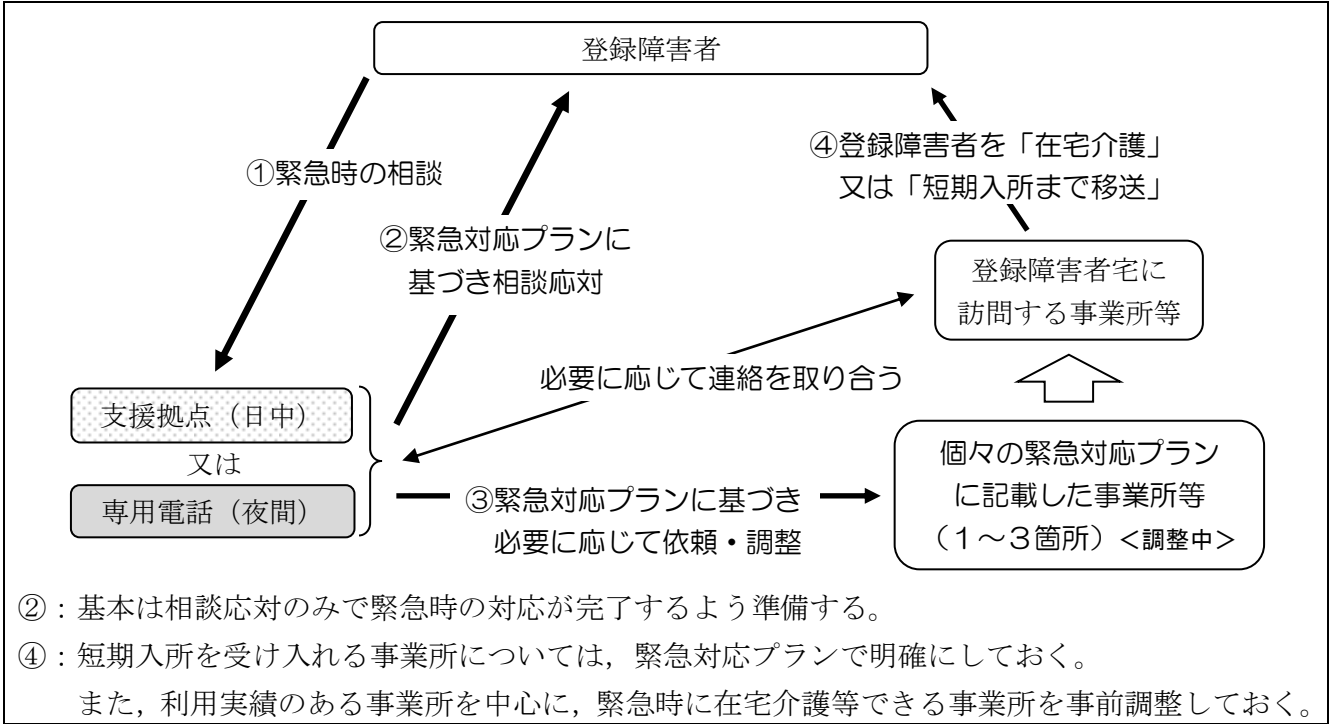 登録障害者
①緊急時の相談
②緊急対応プランに
基づき相談応対
④登録障害者を「在宅介護」
又は「短期入所まで移送」
登録障害者宅に
訪問する事業所等
必要に応じて連絡を取り合う
支援拠点（日中）
又は
専用電話（夜間）
③緊急対応プランに基づき
必要に応じて依頼・調整
個々の緊急対応プラン
に記載した事業所等
（１～３箇所）＜調整中＞
②：基本は相談応対のみで緊急時の対応が完了するよう準備する。
④：短期入所を受け入れる事業所については，緊急対応プランで明確にしておく。
また，利用実績のある事業所を中心に，緊急時に在宅介護等できる事業所を事前調整しておく。